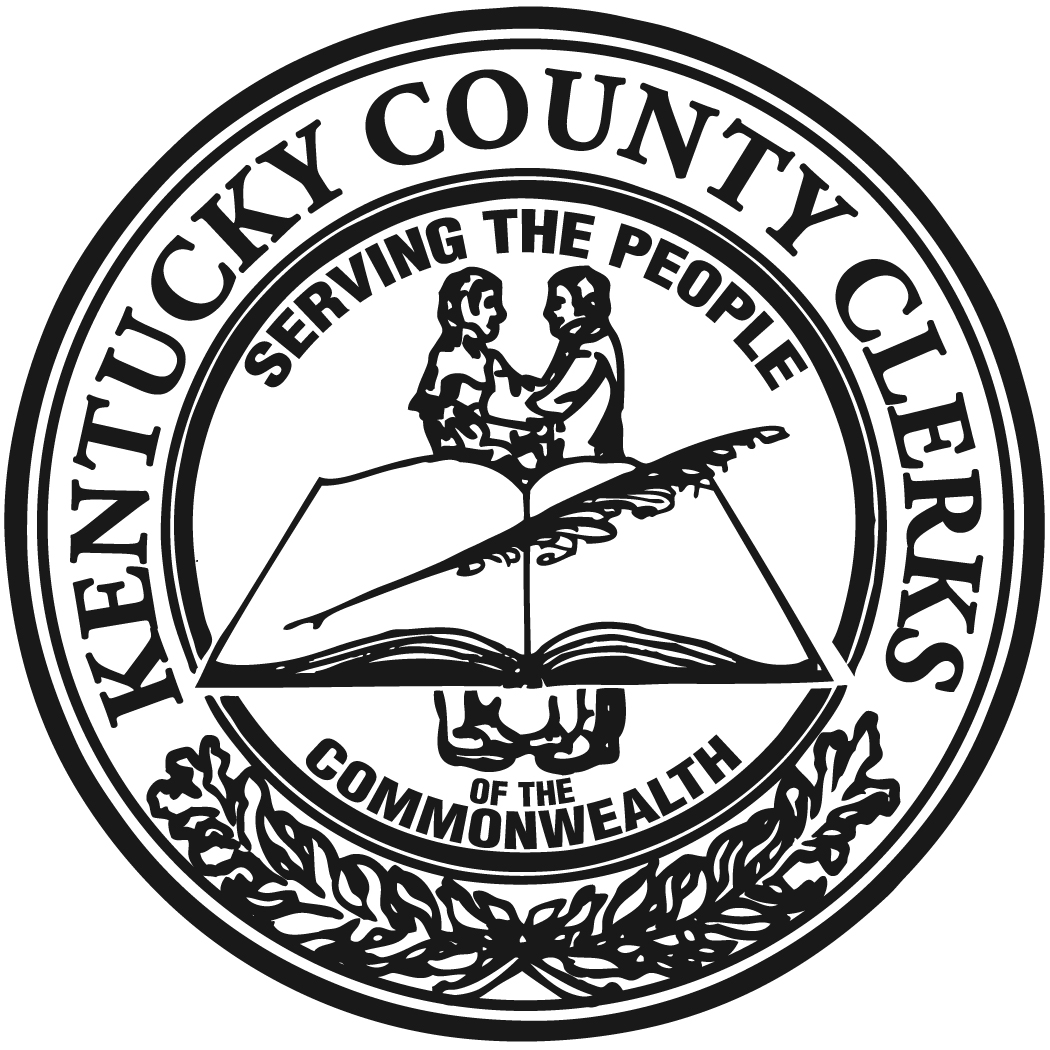 KENTUCKY COUNTY CLERKS
SERVING THE PEOPLE
OF THE
COMMONWEALTH